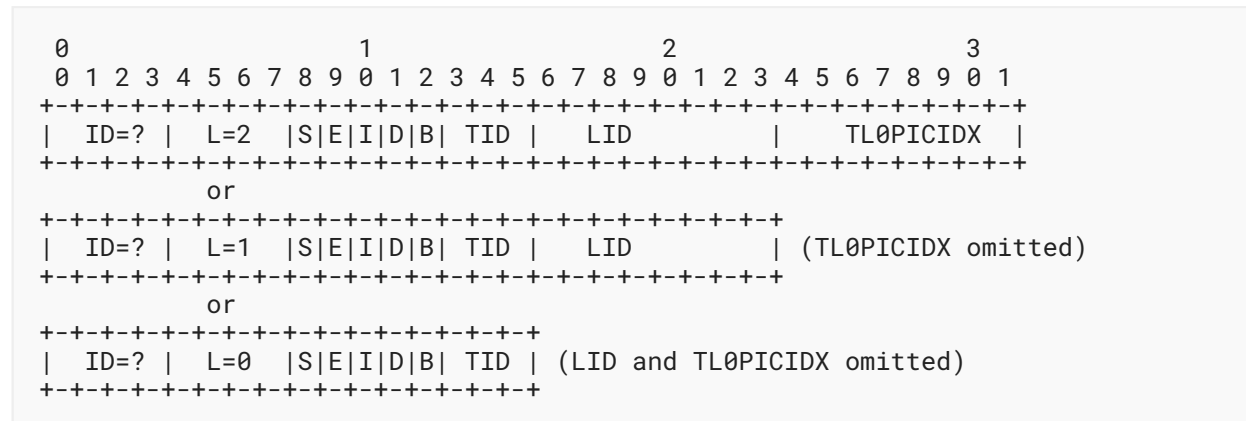 0                   1                   2                   3
 0 1 2 3 4 5 6 7 8 9 0 1 2 3 4 5 6 7 8 9 0 1 2 3 4 5 6 7 8 9 0 1
+-+-+-+-+-+-+-+-+-+-+-+-+-+-+-+-+-+-+-+-+-+-+-+-+-+-+-+-+-+-+-+-+
|  ID=? |  L=2  |S|E|I|D|B| TID |   LID         |    TL0PICIDX  |
+-+-+-+-+-+-+-+-+-+-+-+-+-+-+-+-+-+-+-+-+-+-+-+-+-+-+-+-+-+-+-+-+
           or
+-+-+-+-+-+-+-+-+-+-+-+-+-+-+-+-+-+-+-+-+-+-+-+-+
|  ID=? |  L=1  |S|E|I|D|B| TID |   LID         | (TL0PICIDX omitted)
+-+-+-+-+-+-+-+-+-+-+-+-+-+-+-+-+-+-+-+-+-+-+-+-+
           or
+-+-+-+-+-+-+-+-+-+-+-+-+-+-+-+-+
|  ID=? |  L=0  |S|E|I|D|B| TID | (LID and TL0PICIDX omitted)
+-+-+-+-+-+-+-+-+-+-+-+-+-+-+-+-+